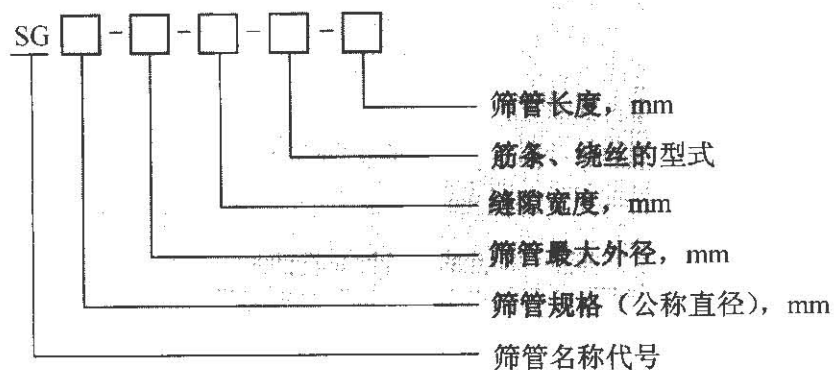 SG □-□-□-□-□
筛管长度，mm
筋条、绕丝的型式
缝隙宽度，mm
筛管最大外径，mm
筛管规格（公称直径），mm
筛管名称代号